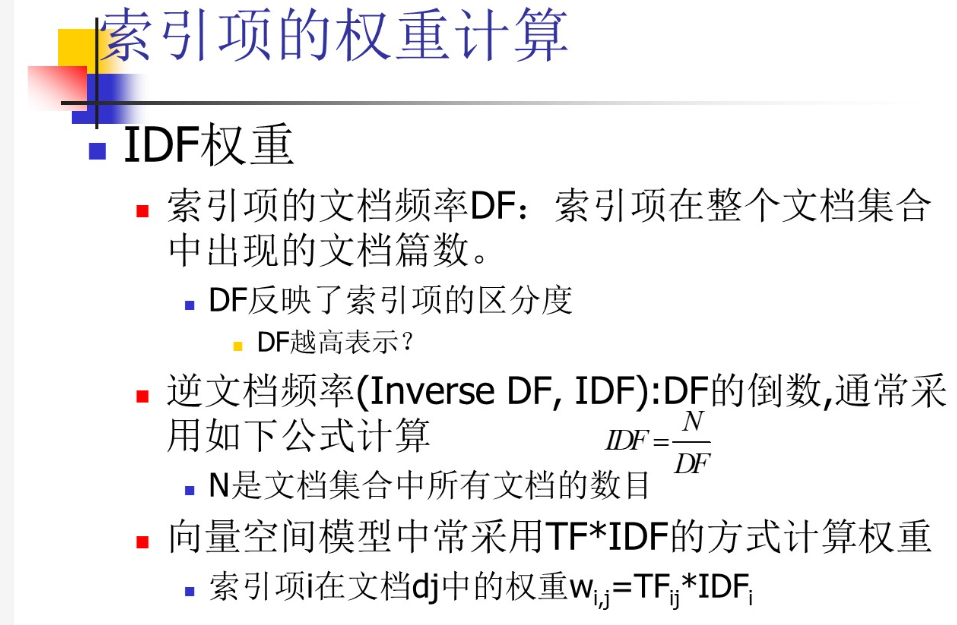 索引项的权重计算
IDF权重
索引项的文档频率DF：索引项在整个文档集合
中出现的文档篇数。
DF反映了索引项的区分度
DF越高表示？
逆文档频率(Inverse DF, IDF):DF的倒数,通常采
用如下公式计算 IDF=N/DF
N是文档集合中所有文档的数目
向量空间模型中常采用TF*IDF的方式计算权重
索引项i在文档dj中的权重wi,j=TFij*IDFi